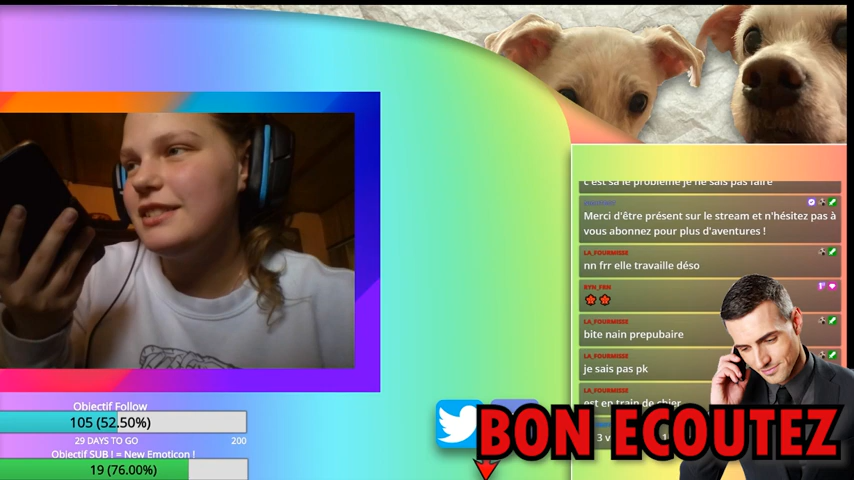 c'est sa le problème je ne sais pas faire
Merci d'être présent sur le stream et n'hésitez pas à
vous abonnez pour plus d'aventures !
LA_FOURMISSE
nn frr elle travaille déso
RYN_FRN
LA_FOURMISSE
bite nain prepubaire
LA_FOURMISSE
je sais pas pk
LA_FOURMISSE
est en train de chier
Objectif Follow
105 (52.50%)
29 DAYS TO GO
200
Objectif SUB ! = New Emoticon !
19 (76.00%)
BON ECOUTEZ